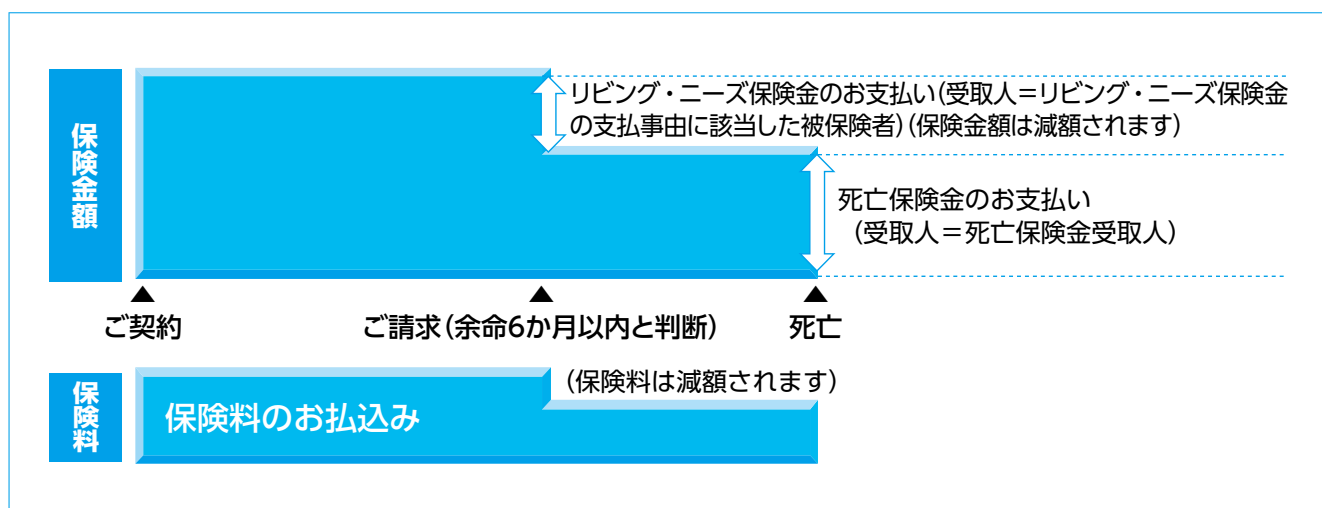 保険金額
リビング・ニーズ保険金のお支払い(受取人＝リビング・ニーズ保険金
の支払事由に該当した被保険者)(保険金額は減額されます)
死亡保険金のお支払い
(受取人＝死亡保険金受取人)
▲ ▲ ▲
ご契約 ご請求(余命6か月以内と判断) 死亡
保険料
(保険料は減額されます)
保険料のお払込み